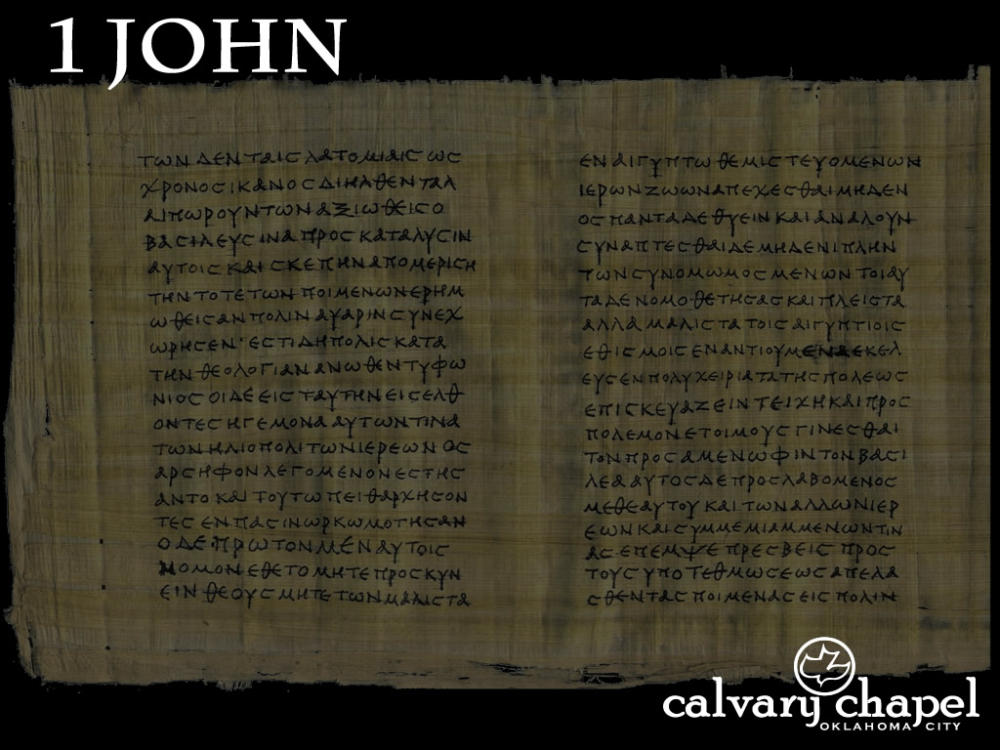 1 JOHN
ΤΩΝ ΔΕΝ ΤΑΙΣ ΛΑΤΟΜΙΑΙΣ ΩΣ
ΧΡΟΝΟΣ ΙΚΑΝΟΣ ΔΙΗΛΘΕΝ ΤΑΛ
ΑΙΠΩΡΟΥΝΤΩΝ ΑΞΙΩΘΕΙΣ Ο
ΒΑΣΙΛΕΥΣ ΙΝΑ ΠΡΟΣ ΚΑΤΑΛΥΣΙΝ
ΑΥΤΟΙΣ ΚΑΙ ΣΚΕΠΗΝ ΑΠΟΜΕΡΙΣΗ
ΤΗΝ ΤΟΤΕ ΤΩΝ ΠΟΙΜΕΝΩΝ ΕΡΗΜ
ΩΘΕΙΣΑΝ ΠΟΛΙΝ ΑΥΑΡΙΝ ΣΥΝΕΧ
ΩΡΗΣΕΝ ΕΣΤΙ ΔΗ ΠΟΛΙΣ ΚΑΤΑ
ΤΗΝ ΘΕΟΛΟΓΙΑΝ ΑΝΩΘΕΝ ΤΥΦΩ
ΝΙΟΣ ΟΙ ΔΕ ΕΙΣ ΤΑΥΤΗΝ ΕΙΣΕΛΘ
ΟΝΤΕΣ ΗΓΕΜΟΝΑ ΑΥΤΩΝ ΤΙΝΑ
ΤΩΝ ΗΛΙΟΠΟΛΙΤΩΝ ΙΕΡΕΩΝ ΟΣ
ΑΡΣΗΦΟΝ ΛΕΓΟΜΕΝΟΝ ΕΣΤΗΣ
ΑΝΤΟ ΚΑΙ ΤΟΥΤΩ ΠΕΙΘΑΡΧΗΣΟΝ
ΤΕΣ ΕΝ ΠΑΣΙΝ ΩΡΚΩΜΟΤΗΣΑΝ
Ο ΔΕ ΠΡΩΤΟΝ ΜΕΝ ΑΥΤΟΙΣ
ΝΟΜΟΝ ΕΘΕΤΟ ΜΗΤΕ ΠΡΟΣΚΥΝ
ΕΙΝ ΘΕΟΥΣ ΜΗΤΕ ΤΩΝ ΜΑΛΙΣΤΑ
ΕΝ ΑΙΓΥΠΤΩ ΘΕΜΙΣΤΕΥΟΜΕΝΩΝ
ΙΕΡΩΝ ΖΩΩΝ ΑΠΕΧΕΣΘΑΙ ΜΗΔΕΝ
ΟΣ ΠΑΝΤΑ ΔΕ ΘΥΕΙΝ ΚΑΙ ΑΝΑΛΟΥΝ
ΣΥΝΑΠΤΕΣΘΑΙ ΔΕ ΜΗΔΕΝΙ ΠΛΗΝ
ΤΩΝ ΣΥΝΟΜΩΜΟΣΜΕΝΩΝ ΤΟΙΑΥ
ΤΑ ΔΕ ΝΟΜΟΘΕΤΗΣΑΣ ΚΑΙ ΠΛΕΙΣΤΑ
ΑΛΛΑ ΜΑΛΙΣΤΑ ΤΟΙΣ ΑΙΓΥΠΤΙΟΙΣ
ΕΘΙΣΜΟΙΣ ΕΝΑΝΤΙΟΥΜΕΝΑ ΕΚΕΛ
ΕΥΣΕΝ ΠΟΛΥΧΕΙΡΙΑ ΤΑ ΤΗΣ ΠΟΛΕΩΣ
ΕΠΙΣΚΕΥΑΖΕΙΝ ΤΕΙΧΗ ΚΑΙ ΠΡΟΣ
ΠΟΛΕΜΟΝ ΕΤΟΙΜΟΥΣ ΓΙΝΕΣΘΑΙ
ΤΟΝ ΠΡΟΣ ΑΜΕΝΩΦΙΝ ΤΟΝ ΒΑΣΙ
ΛΕΑ ΑΥΤΟΣ ΔΕ ΠΡΟΣΛΑΒΟΜΕΝΟΣ
ΜΕΘ ΕΑΥΤΟΥ ΚΑΙ ΤΩΝ ΑΛΛΩΝ ΙΕΡ
ΕΩΝ ΚΑΙ ΣΥΜΜΕΜΙΑΜΜΕΝΩΝ ΤΙΝ
ΑΣ ΕΠΕΜΨΕ ΠΡΕΣΒΕΙΣ ΠΡΟΣ
ΤΟΥΣ ΥΠΟ ΤΕΘΜΩΣΕΩΣ ΑΠΕΛΑ
ΣΘΕΝΤΑΣ ΠΟΙΜΕΝΑΣ ΕΙΣ ΠΟΛΙΝ
calvary chapel
OKLAHOMA CITY